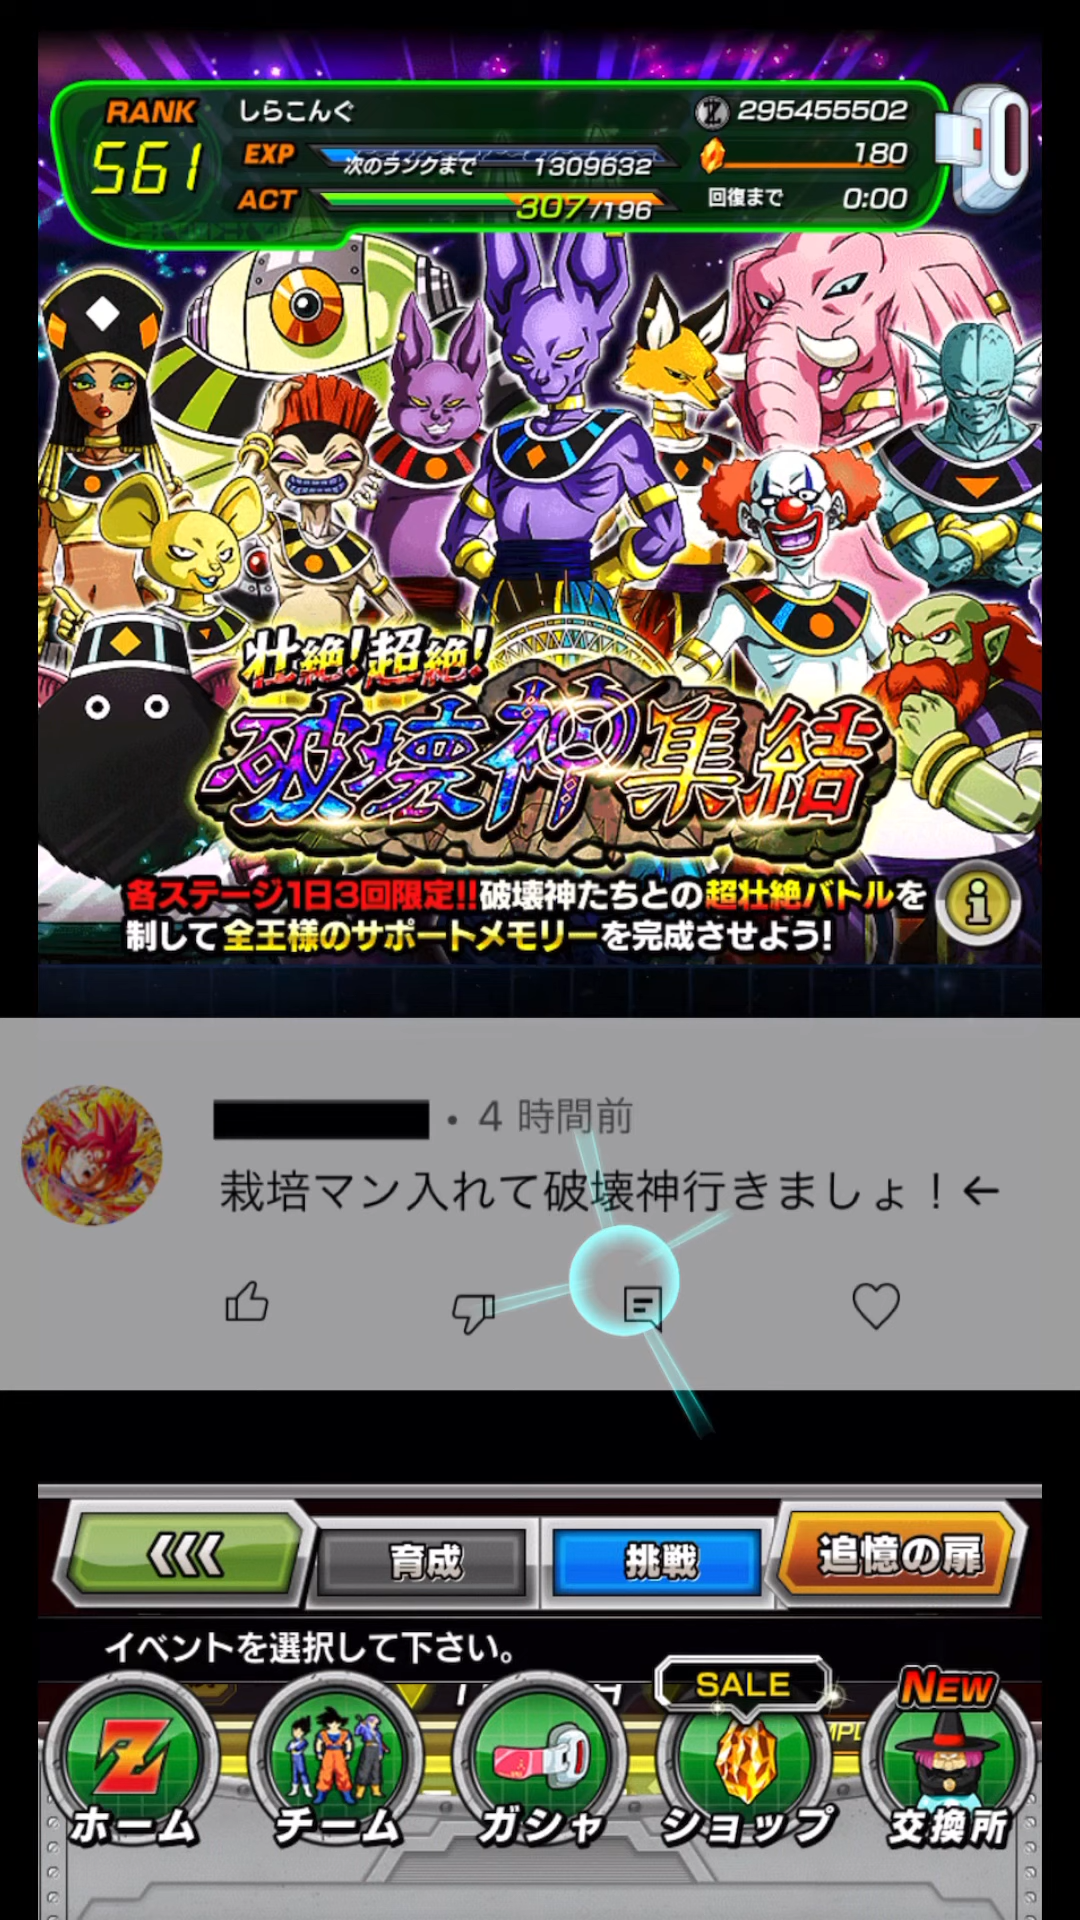 RANK しらこんぐ 295455502
561 EXP 次のランクまで 1309632 180
ACT 307/196 回復まで 0:00
壮絶!超絶!
破壊神集結
各ステージ1日3回限定!!破壊神たちとの超壮絶バトルを
制して全王様のサポートメモリーを完成させよう!
• 4 時間前
栽培マン入れて破壊神行きましょ！←
育成 挑戦 追憶の扉
イベントを選択して下さい。
SALE NEW
ホーム チーム ガシャ ショップ 交換所